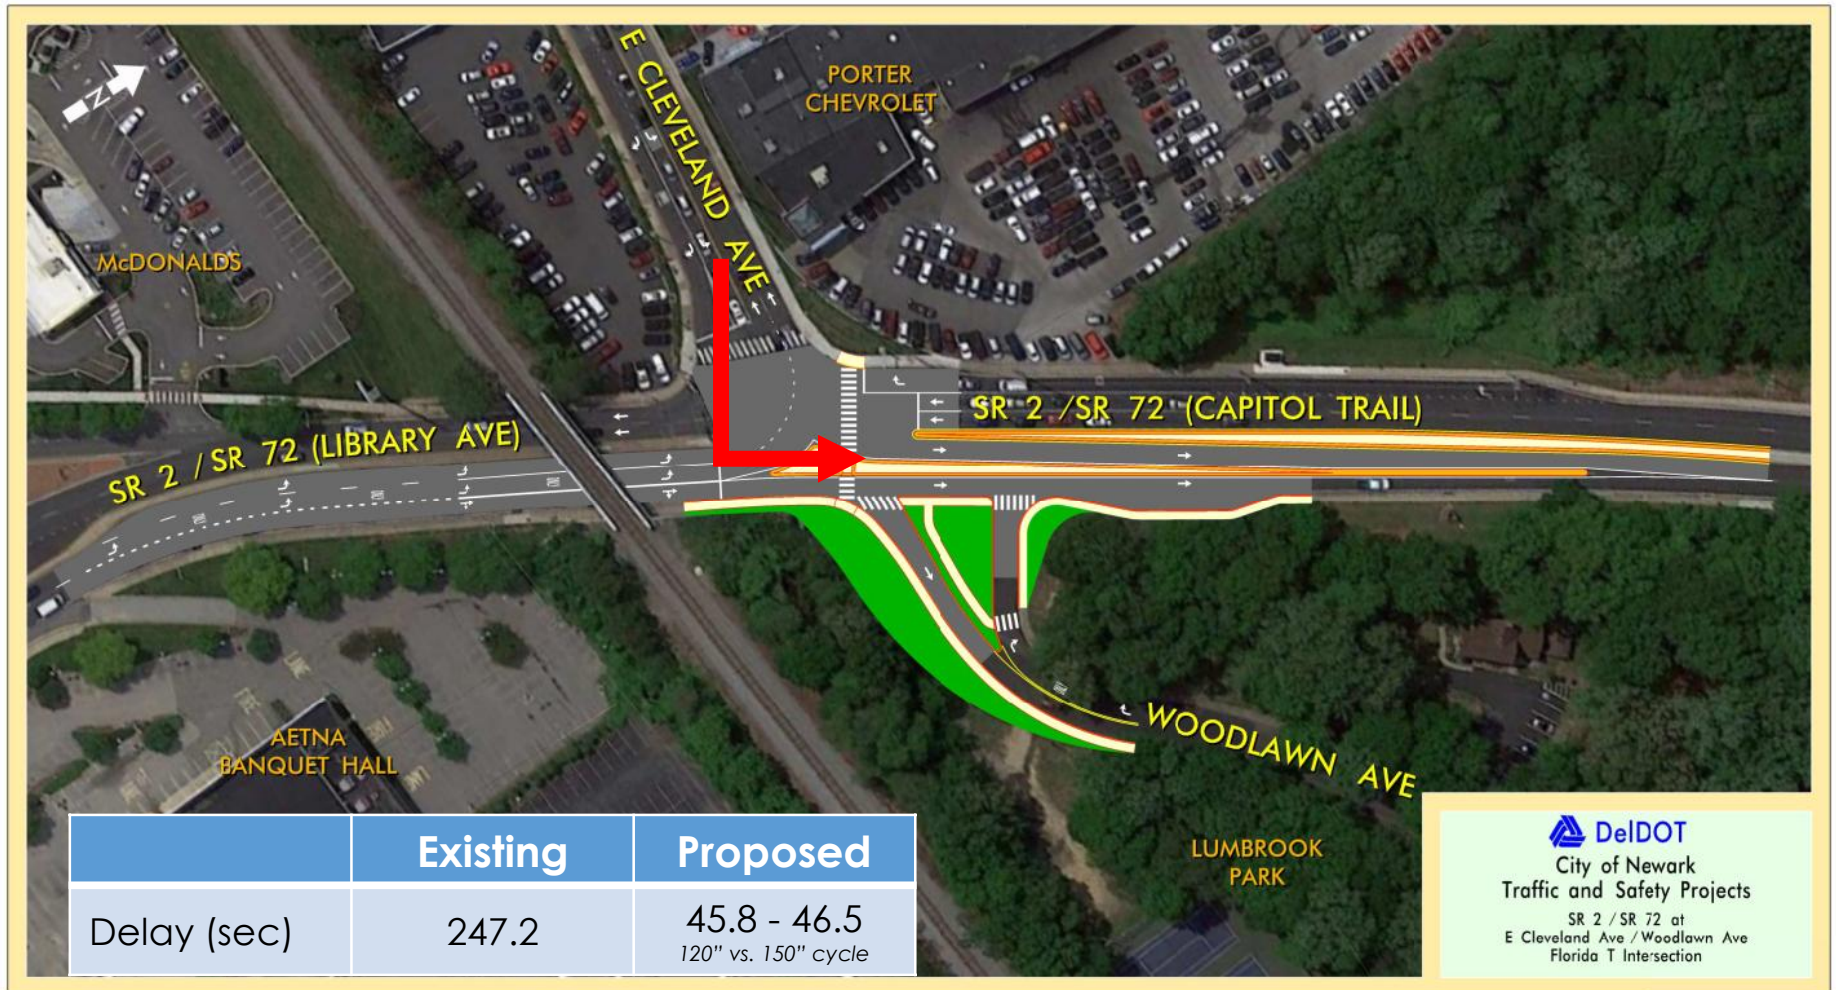 N
E CLEVELAND AVE
PORTER
CHEVROLET
McDONALDS
SR 2 / SR 72 (LIBRARY AVE)
SR 2 / SR 72 (CAPITOL TRAIL)
AETNA
BANQUET HALL
WOODLAWN AVE
LUMBROOK
PARK
Existing Proposed
Delay (sec) 247.2 45.8 - 46.5
120" vs. 150" cycle
DelDOT
City of Newark
Traffic and Safety Projects
SR 2 / SR 72 at
E Cleveland Ave / Woodlawn Ave
Florida T Intersection